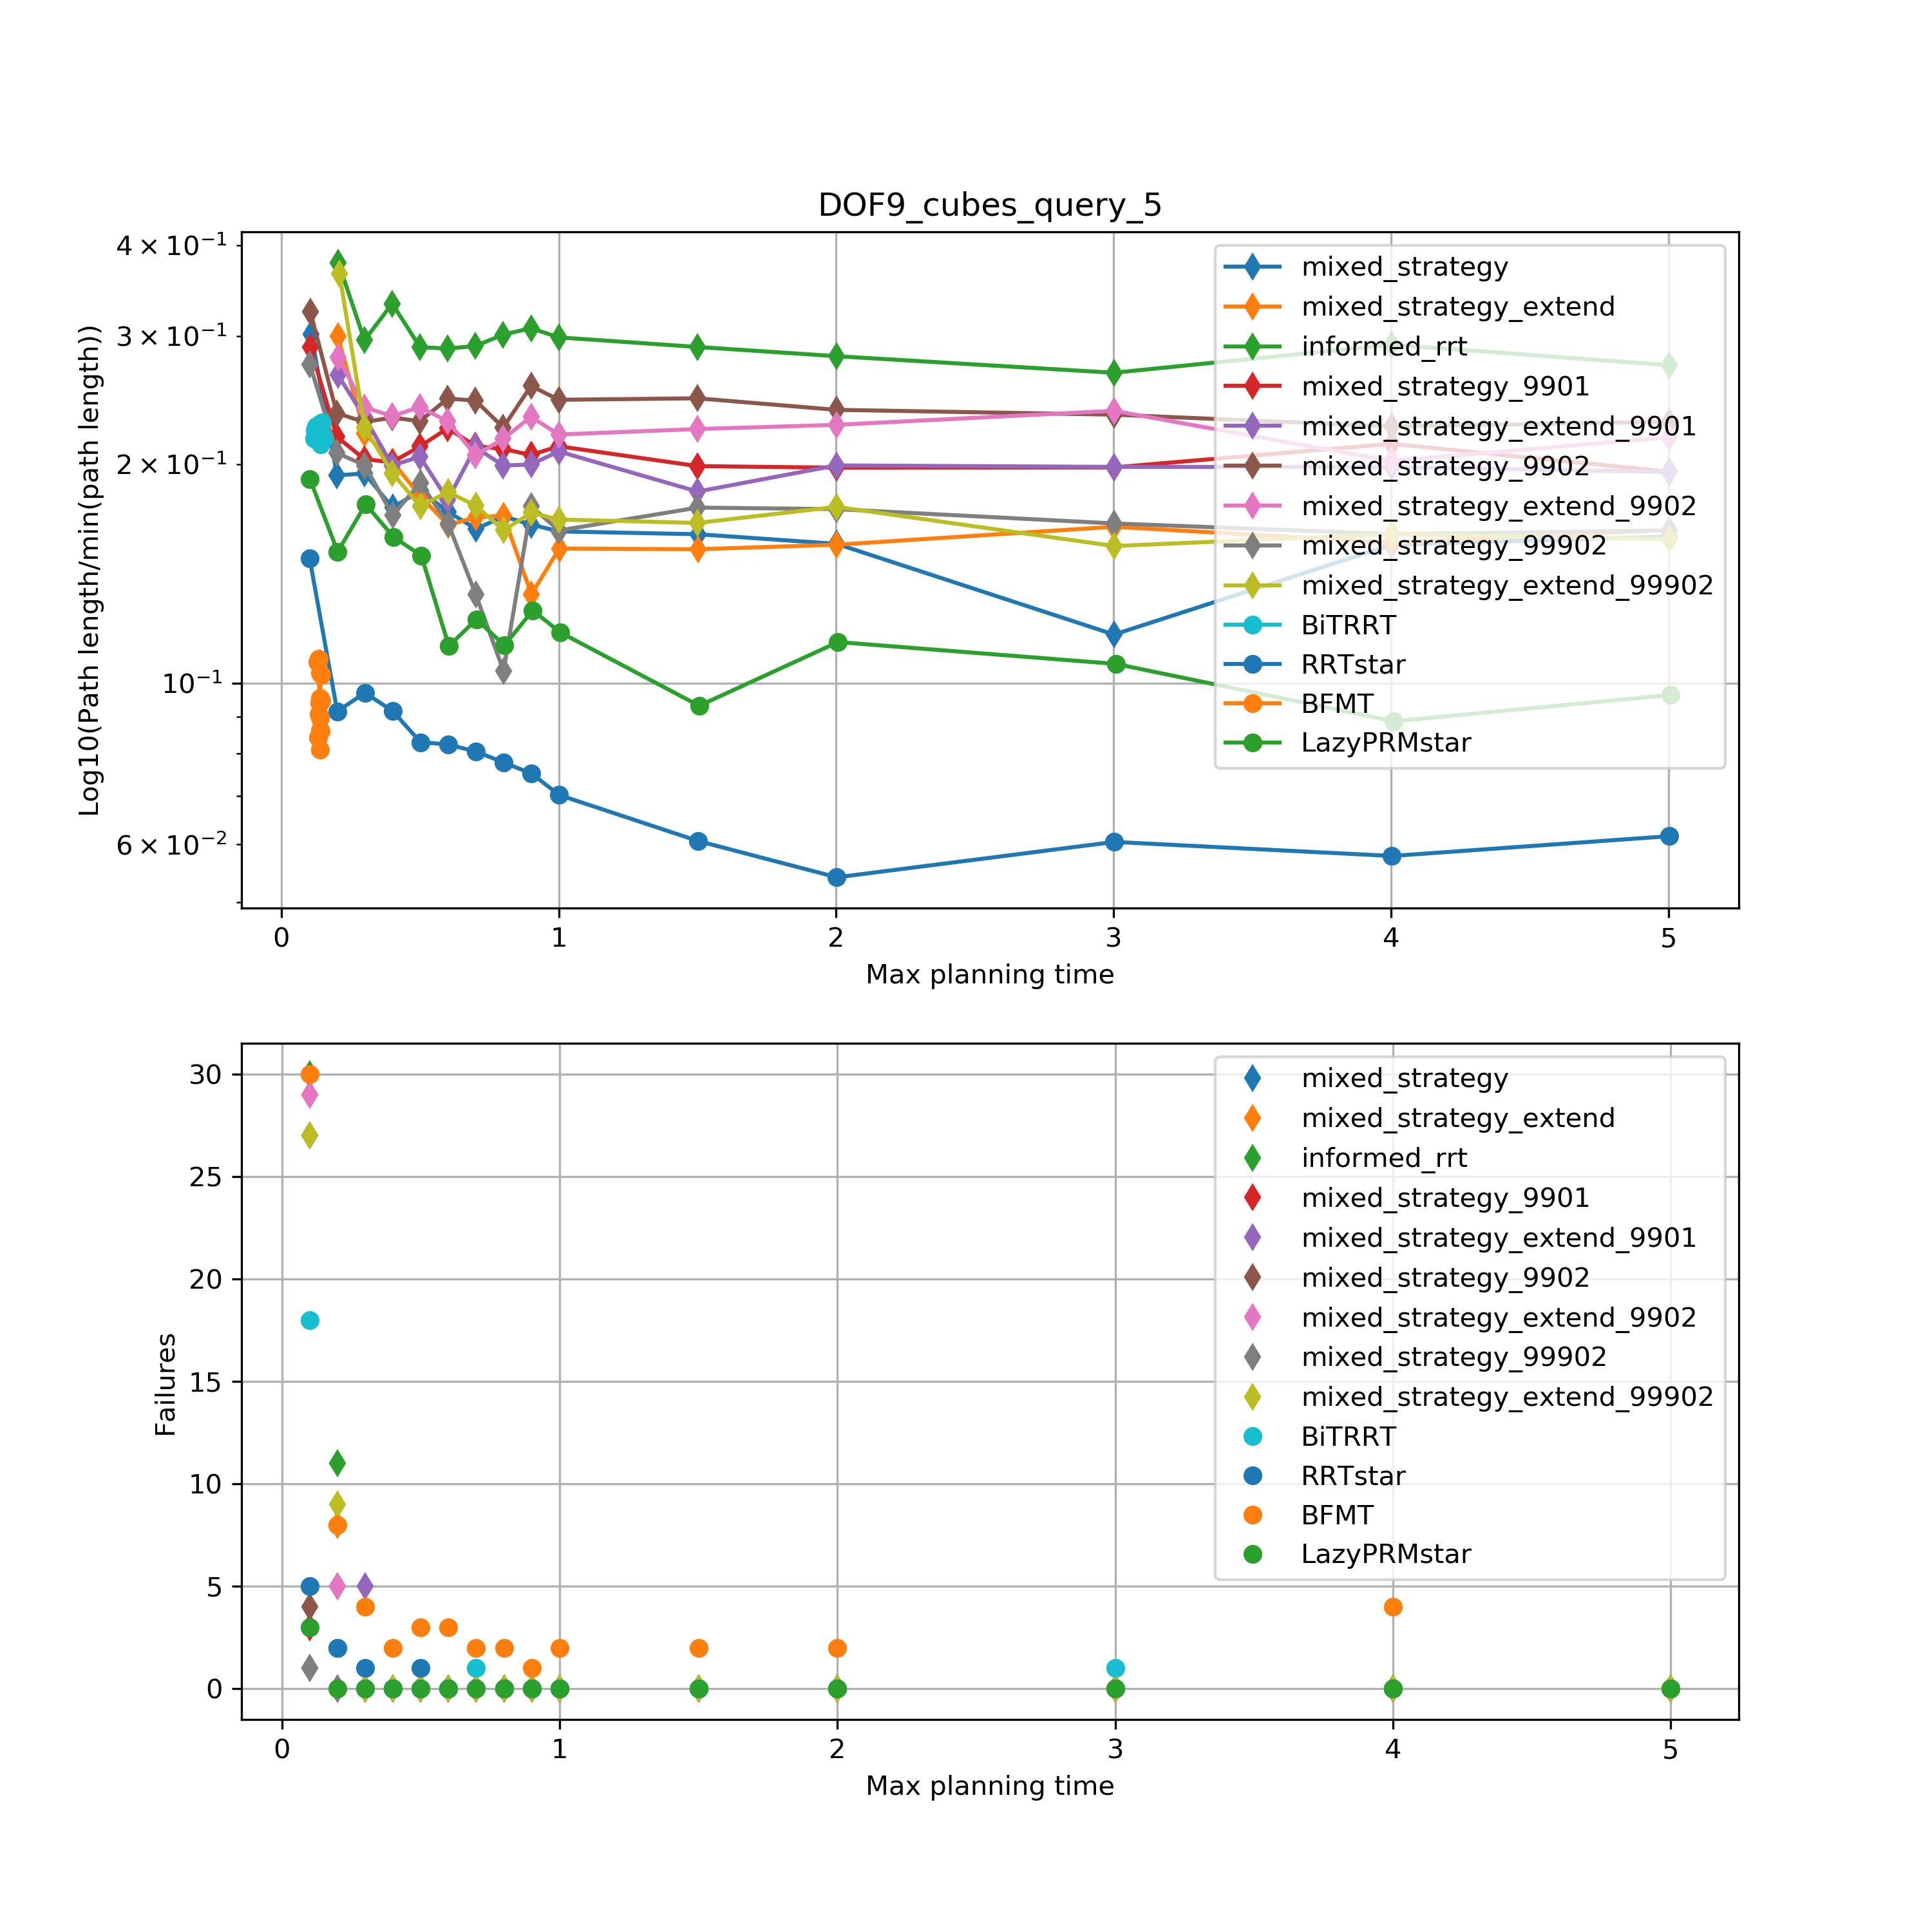 DOF9_cubes_query_5
4 × 10⁻¹
3 × 10⁻¹
2 × 10⁻¹
10⁻¹
6 × 10⁻²
Log10(Path length/min(path length))
mixed_strategy
mixed_strategy_extend
informed_rrt
mixed_strategy_9901
mixed_strategy_extend_9901
mixed_strategy_9902
mixed_strategy_extend_9902
mixed_strategy_99902
mixed_strategy_extend_99902
BiTRRT
RRTstar
BFMT
LazyPRMstar
0 1 2 3 4 5
Max planning time
30
25
20
15
10
5
0
Failures
mixed_strategy
mixed_strategy_extend
informed_rrt
mixed_strategy_9901
mixed_strategy_extend_9901
mixed_strategy_9902
mixed_strategy_extend_9902
mixed_strategy_99902
mixed_strategy_extend_99902
BiTRRT
RRTstar
BFMT
LazyPRMstar
0 1 2 3 4 5
Max planning time